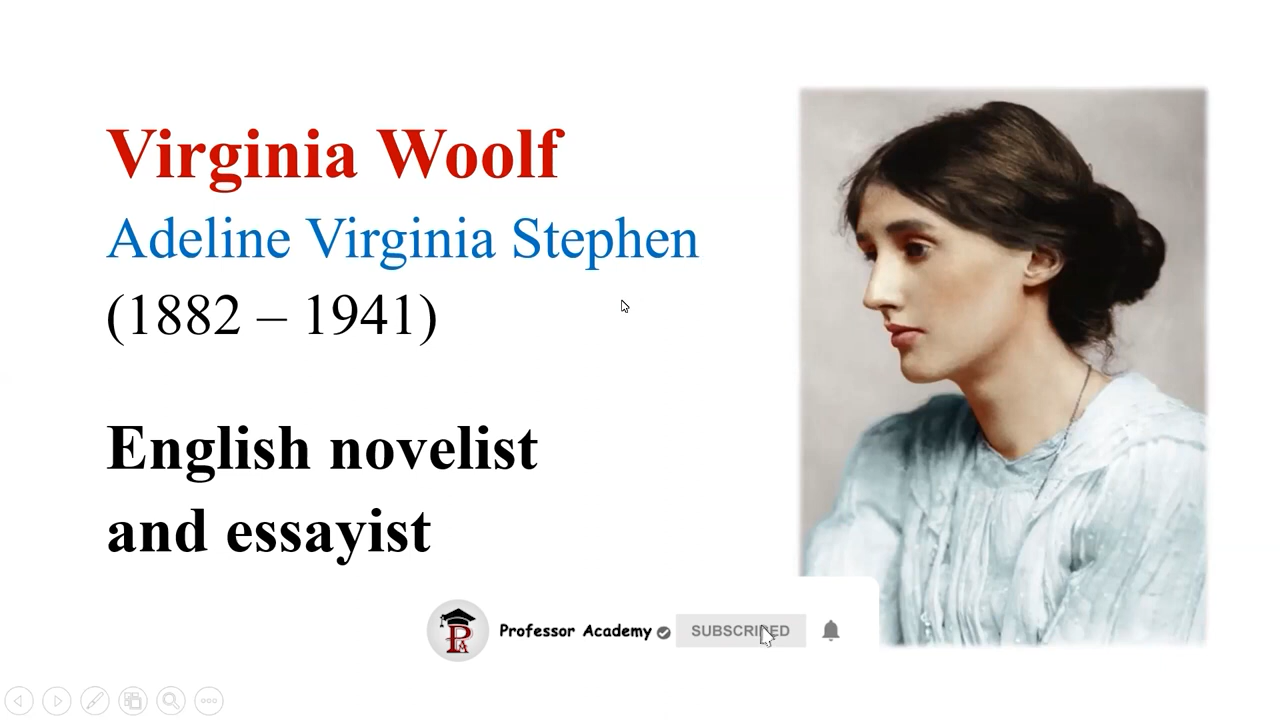 Virginia Woolf
Adeline Virginia Stephen
(1882 – 1941)
English novelist
and essayist
Professor Academy
SUBSCRIBED